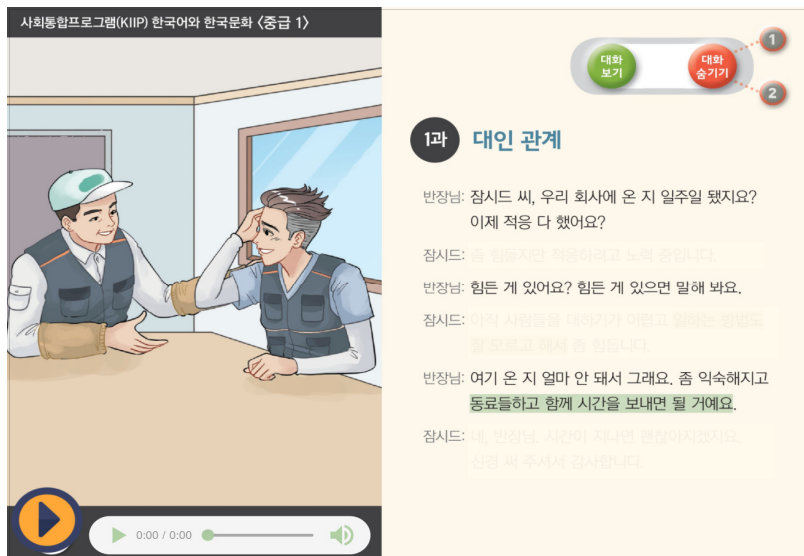 사회통합프로그램(KIIP) 한국어와 한국문화 〈중급 1〉
대화
보기
대화
숨기기
1
2
1과 대인 관계
반장님: 잠시드 씨, 우리 회사에 온 지 일주일 됐지요?
이제 적응 다 했어요?
잠시드: 좀 힘들지만 적응하려고 노력 중입니다.
반장님: 힘든 게 있어요? 힘든 게 있으면 말해 봐요.
잠시드: 아직 사람들을 대하기가 어렵고 일하는 방법도
잘 모르고 해서 좀 힘듭니다.
반장님: 여기 온 지 얼마 안 돼서 그래요. 좀 익숙해지고
동료들하고 함께 시간을 보내면 될 거예요.
잠시드: 네, 반장님. 시간이 지나면 괜찮아지겠지요.
신경 써 주셔서 감사합니다.
0:00 / 0:00